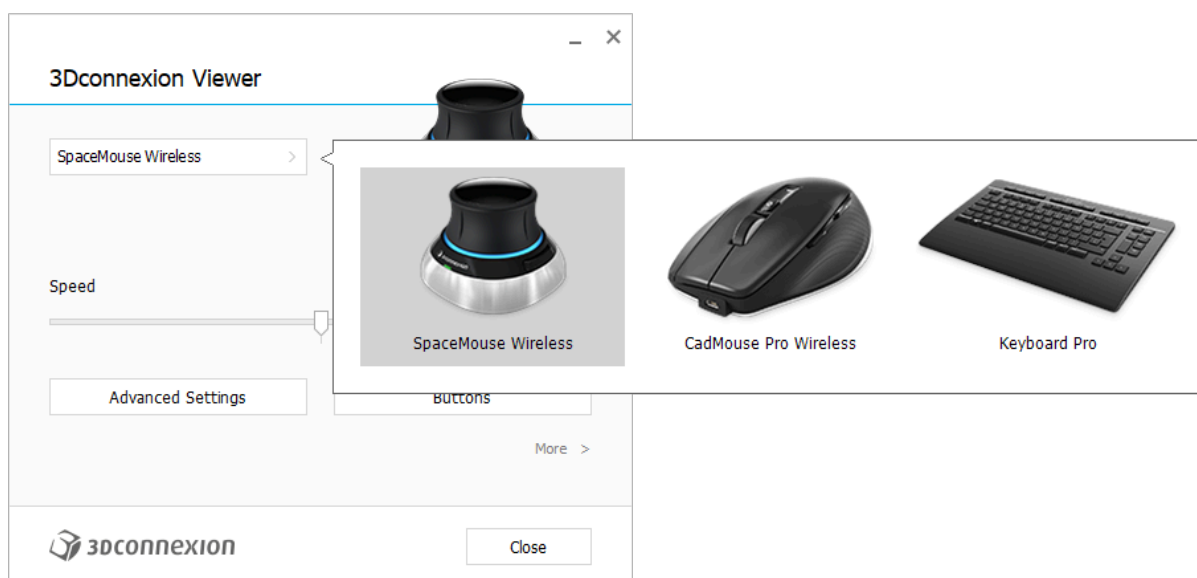 3Dconnexion Viewer
SpaceMouse Wireless
SpaceMouse Wireless
CadMouse Pro Wireless
Keyboard Pro
Speed
Advanced Settings
Buttons
More >
3Dconnexion
Close